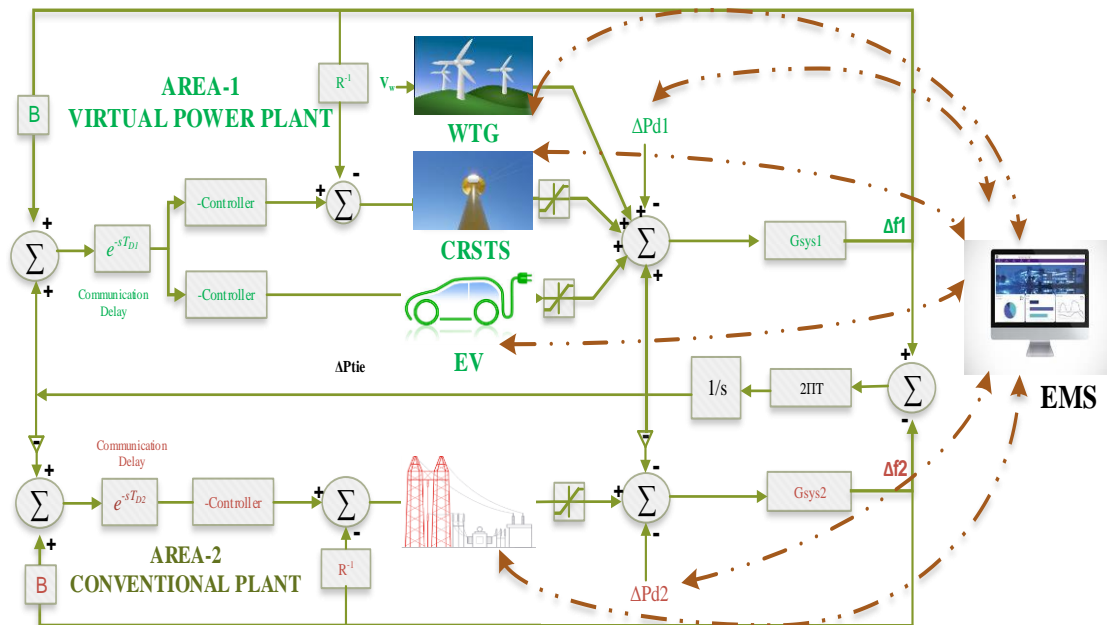 AREA-1
VIRTUAL POWER PLANT
B
R⁻¹
Vw
WTG
ΔPd1
-Controller
+
-
∑
CRSTS
+
+
∑
e^-sTD1
Communication
Delay
-Controller
EV
+
-
+
+
+
∑
Gsys1
Δf1
ΔPtie
1/s
2ΠT
+
∑
-
EMS
-
+
∑
+
Communication
Delay
e^-sTD2
-Controller
+
∑
-
-
-
+
∑
-
Gsys2
Δf2
AREA-2
CONVENTIONAL PLANT
B
R⁻¹
ΔPd2